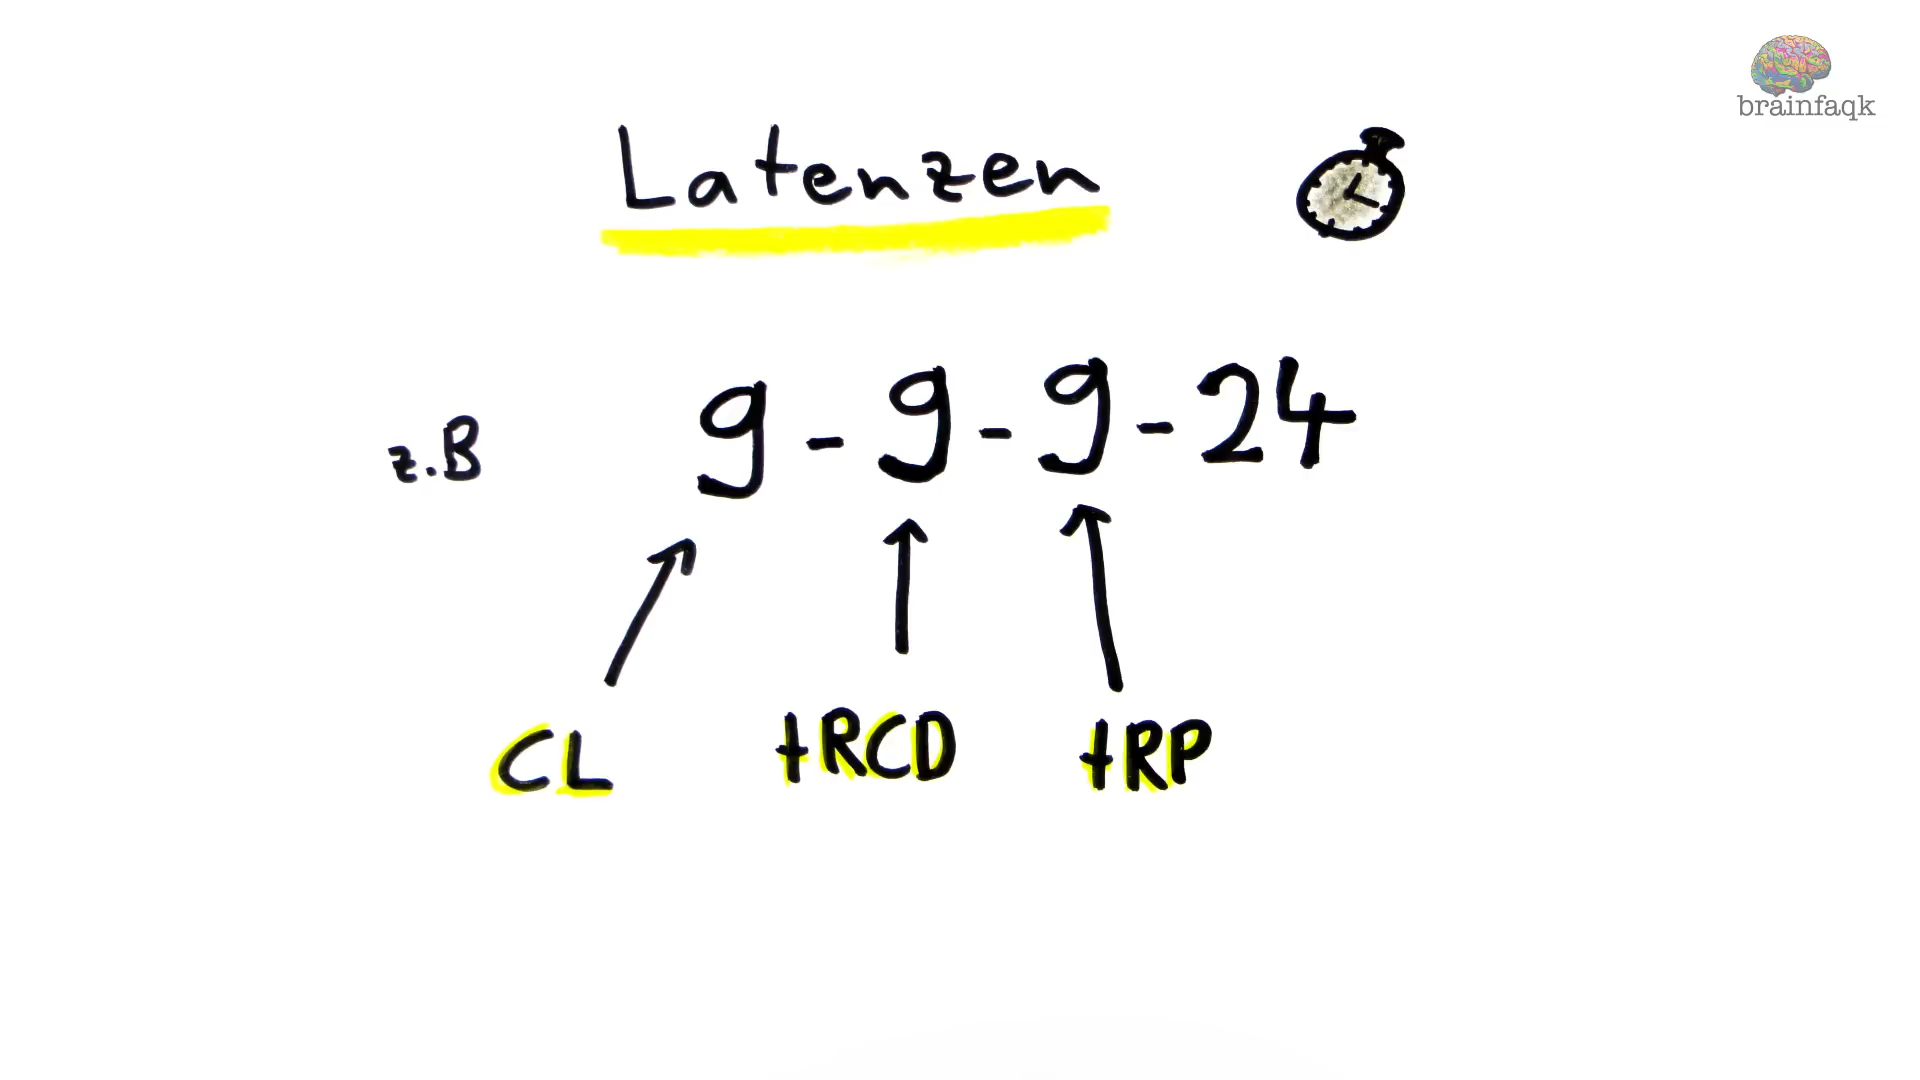 brainfaqk
Latenzen
z.B 9 - 9 - 9 - 24
CL tRCD tRP